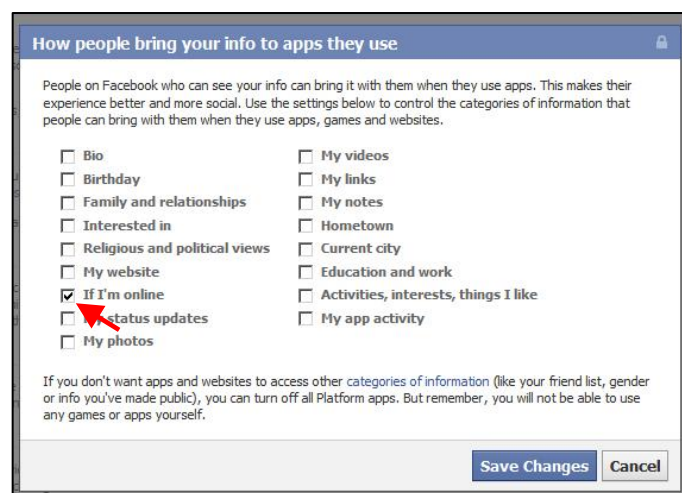 How people bring your info to apps they use
People on Facebook who can see your info can bring it with them when they use apps. This makes their
experience better and more social. Use the settings below to control the categories of information that
people can bring with them when they use apps, games and websites.
Bio
Birthday
Family and relationships
Interested in
Religious and political views
My website
If I'm online
My status updates
My photos
My videos
My links
My notes
Hometown
Current city
Education and work
Activities, interests, things I like
My app activity
If you don't want apps and websites to access other categories of information (like your friend list, gender
or info you've made public), you can turn off all Platform apps. But remember, you will not be able to use
any games or apps yourself.
Save Changes
Cancel